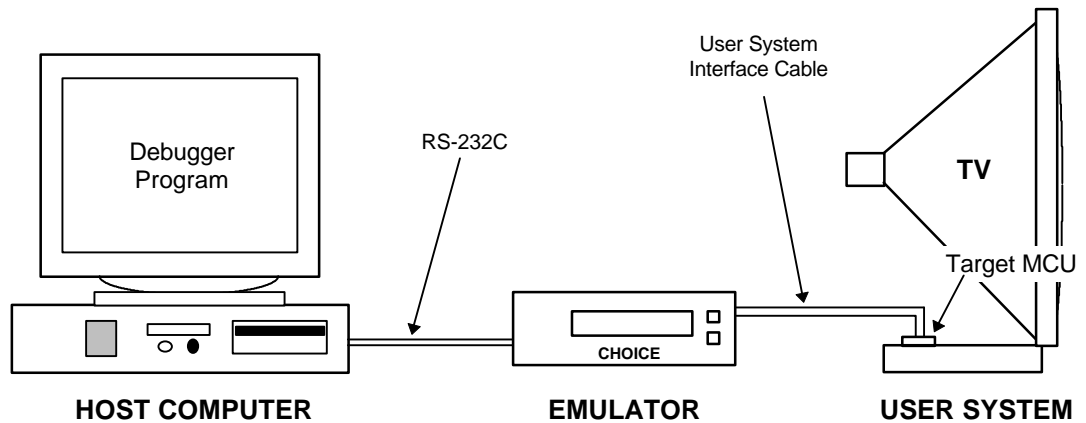 User System
Interface Cable
Debugger
Program
RS-232C
TV
Target MCU
CHOICE
HOST COMPUTER
EMULATOR
USER SYSTEM